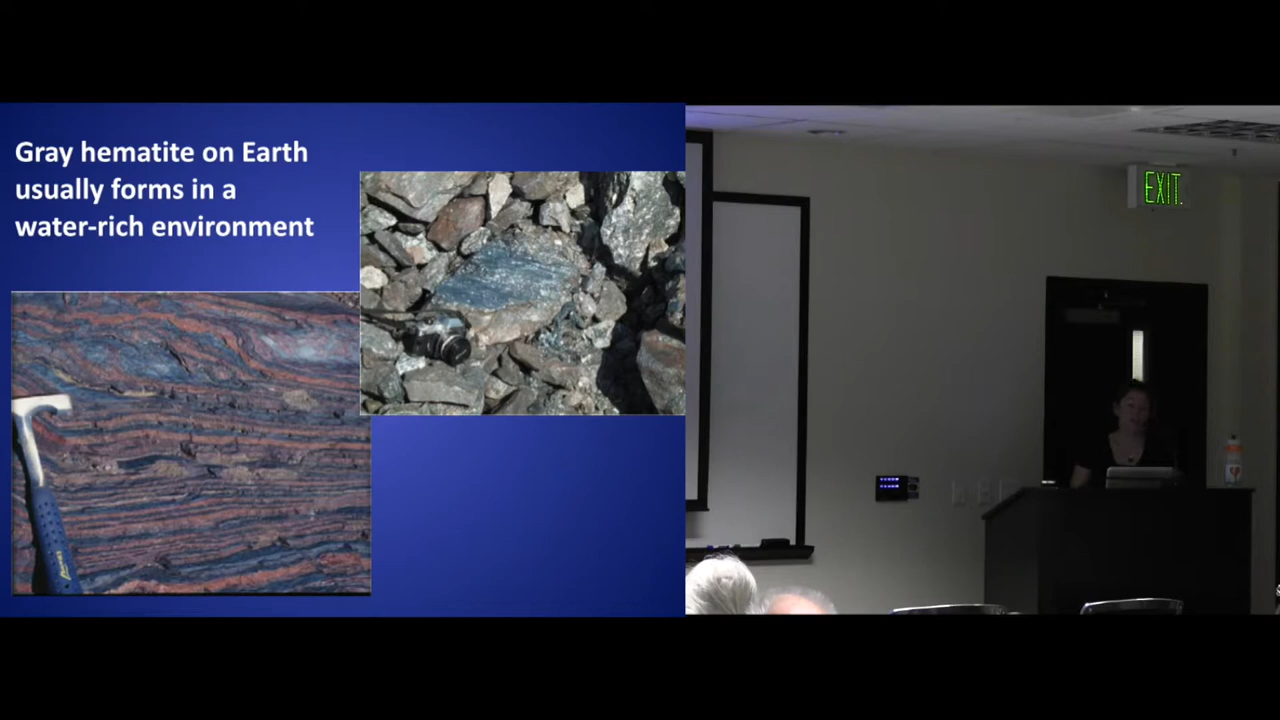 Gray hematite on Earth
usually forms in a
water-rich environment
EXIT